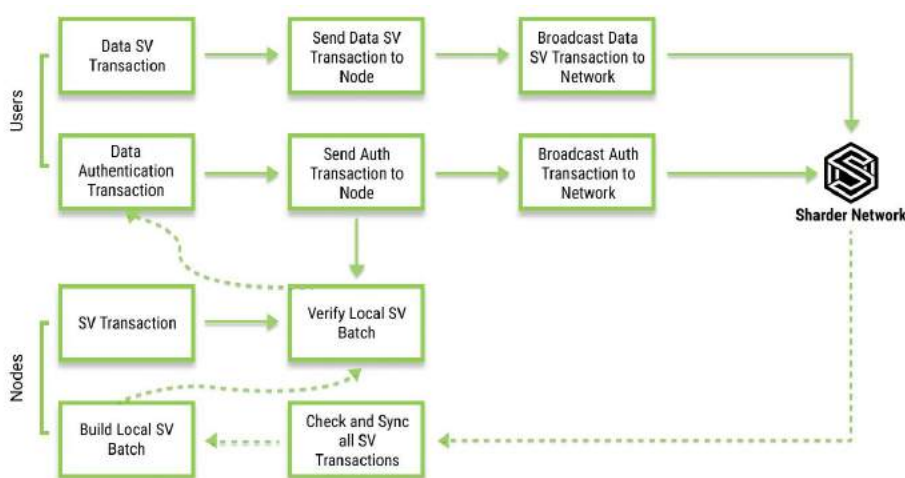 Data SV
Transaction
Send Data SV
Transaction to
Node
Broadcast Data
SV Transaction to
Network
Users
Data
Authentication
Transaction
Send Auth
Transaction to
Node
Broadcast Auth
Transaction to
Network
Sharder Network
SV Transaction
Verify Local SV
Batch
Nodes
Build Local SV
Batch
Check and Sync
all SV
Transactions